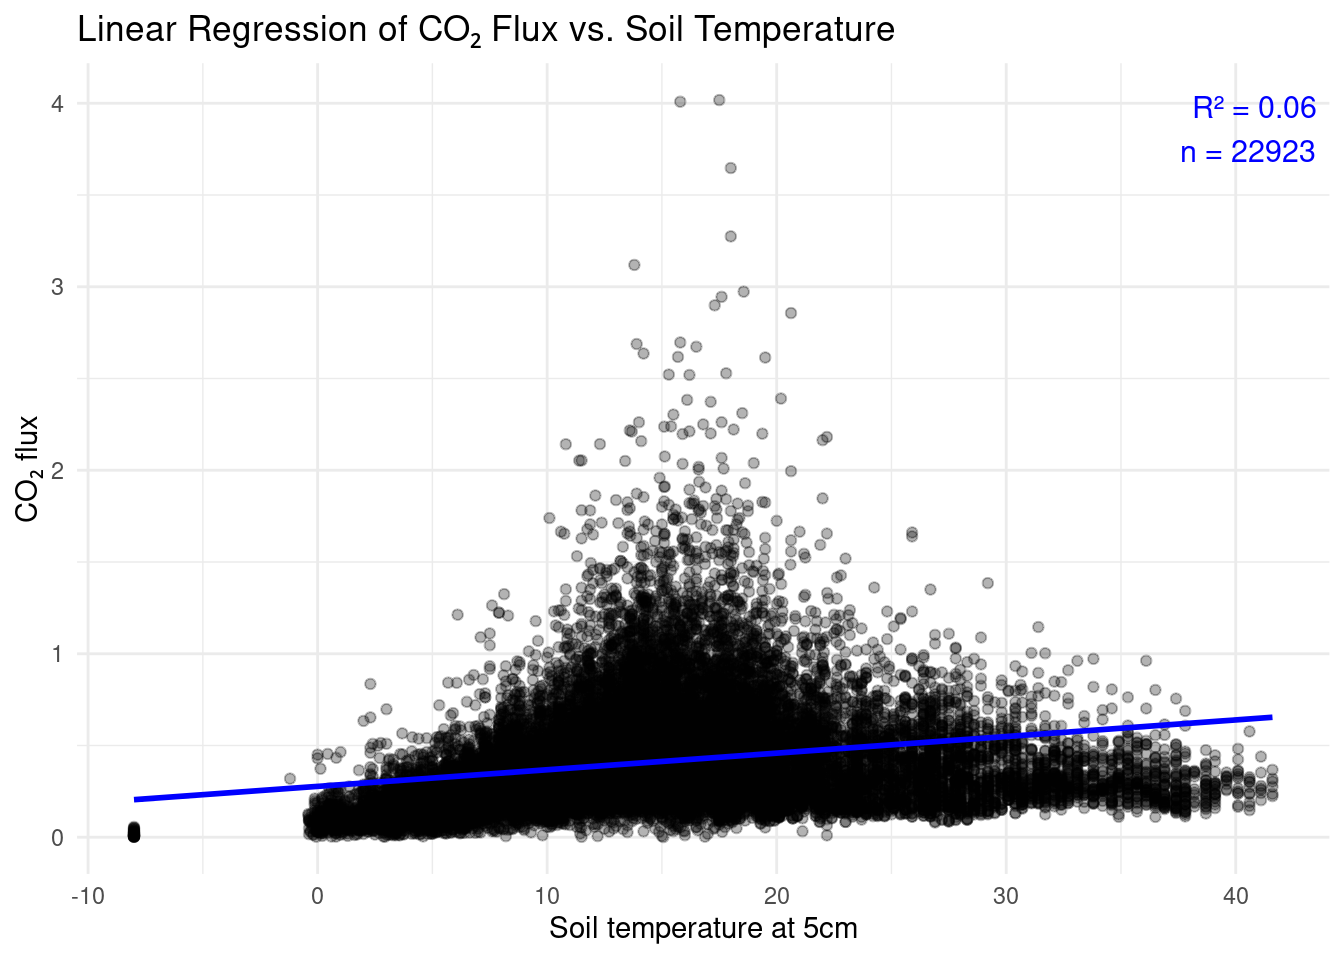 Linear Regression of CO₂ Flux vs. Soil Temperature
R² = 0.06
n = 22923
CO₂ flux
4
3
2
1
0
-10 0 10 20 30 40
Soil temperature at 5cm